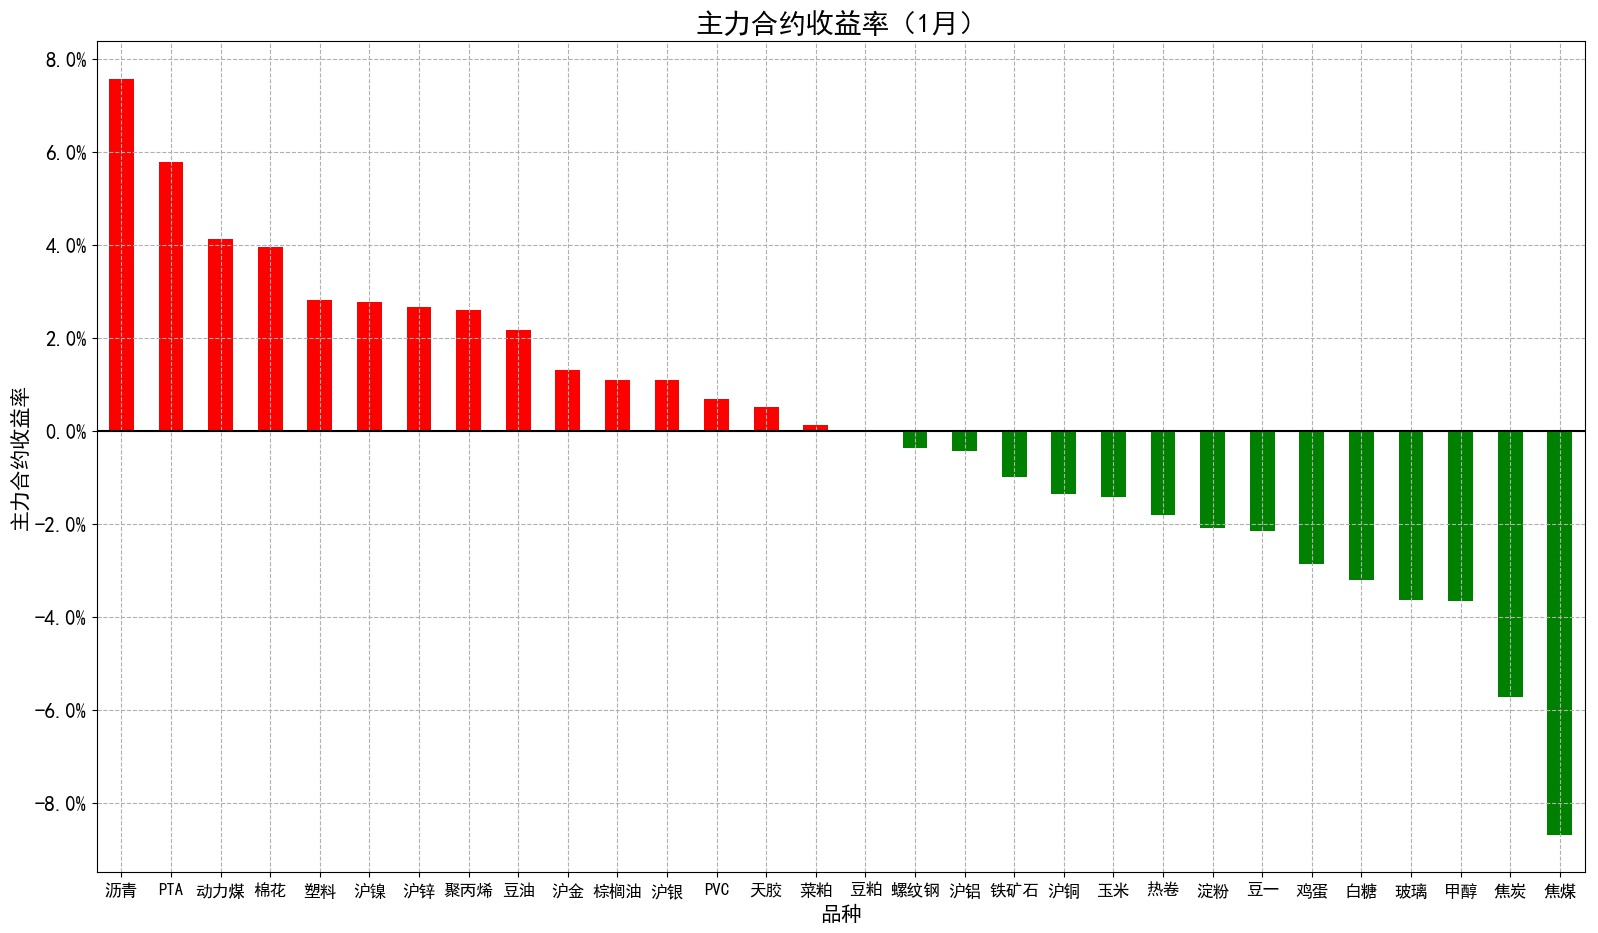 主力合约收益率（1月）
主力合约收益率
8.0%
6.0%
4.0%
2.0%
0.0%
−2.0%
−4.0%
−6.0%
−8.0%
沥青 PTA 动力煤 棉花 塑料 沪镍 沪锌 聚丙烯 豆油 沪金 棕榈油 沪银 PVC 天胶 菜粕 豆粕 螺纹钢 沪铝 铁矿石 沪铜 玉米 热卷 淀粉 豆一 鸡蛋 白糖 玻璃 甲醇 焦炭 焦煤
品种